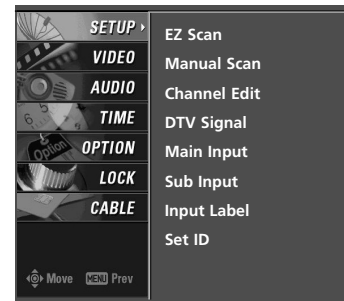 SETUP
VIDEO
AUDIO
TIME
OPTION
LOCK
CABLE
Move MENU Prev
EZ Scan
Manual Scan
Channel Edit
DTV Signal
Main Input
Sub Input
Input Label
Set ID